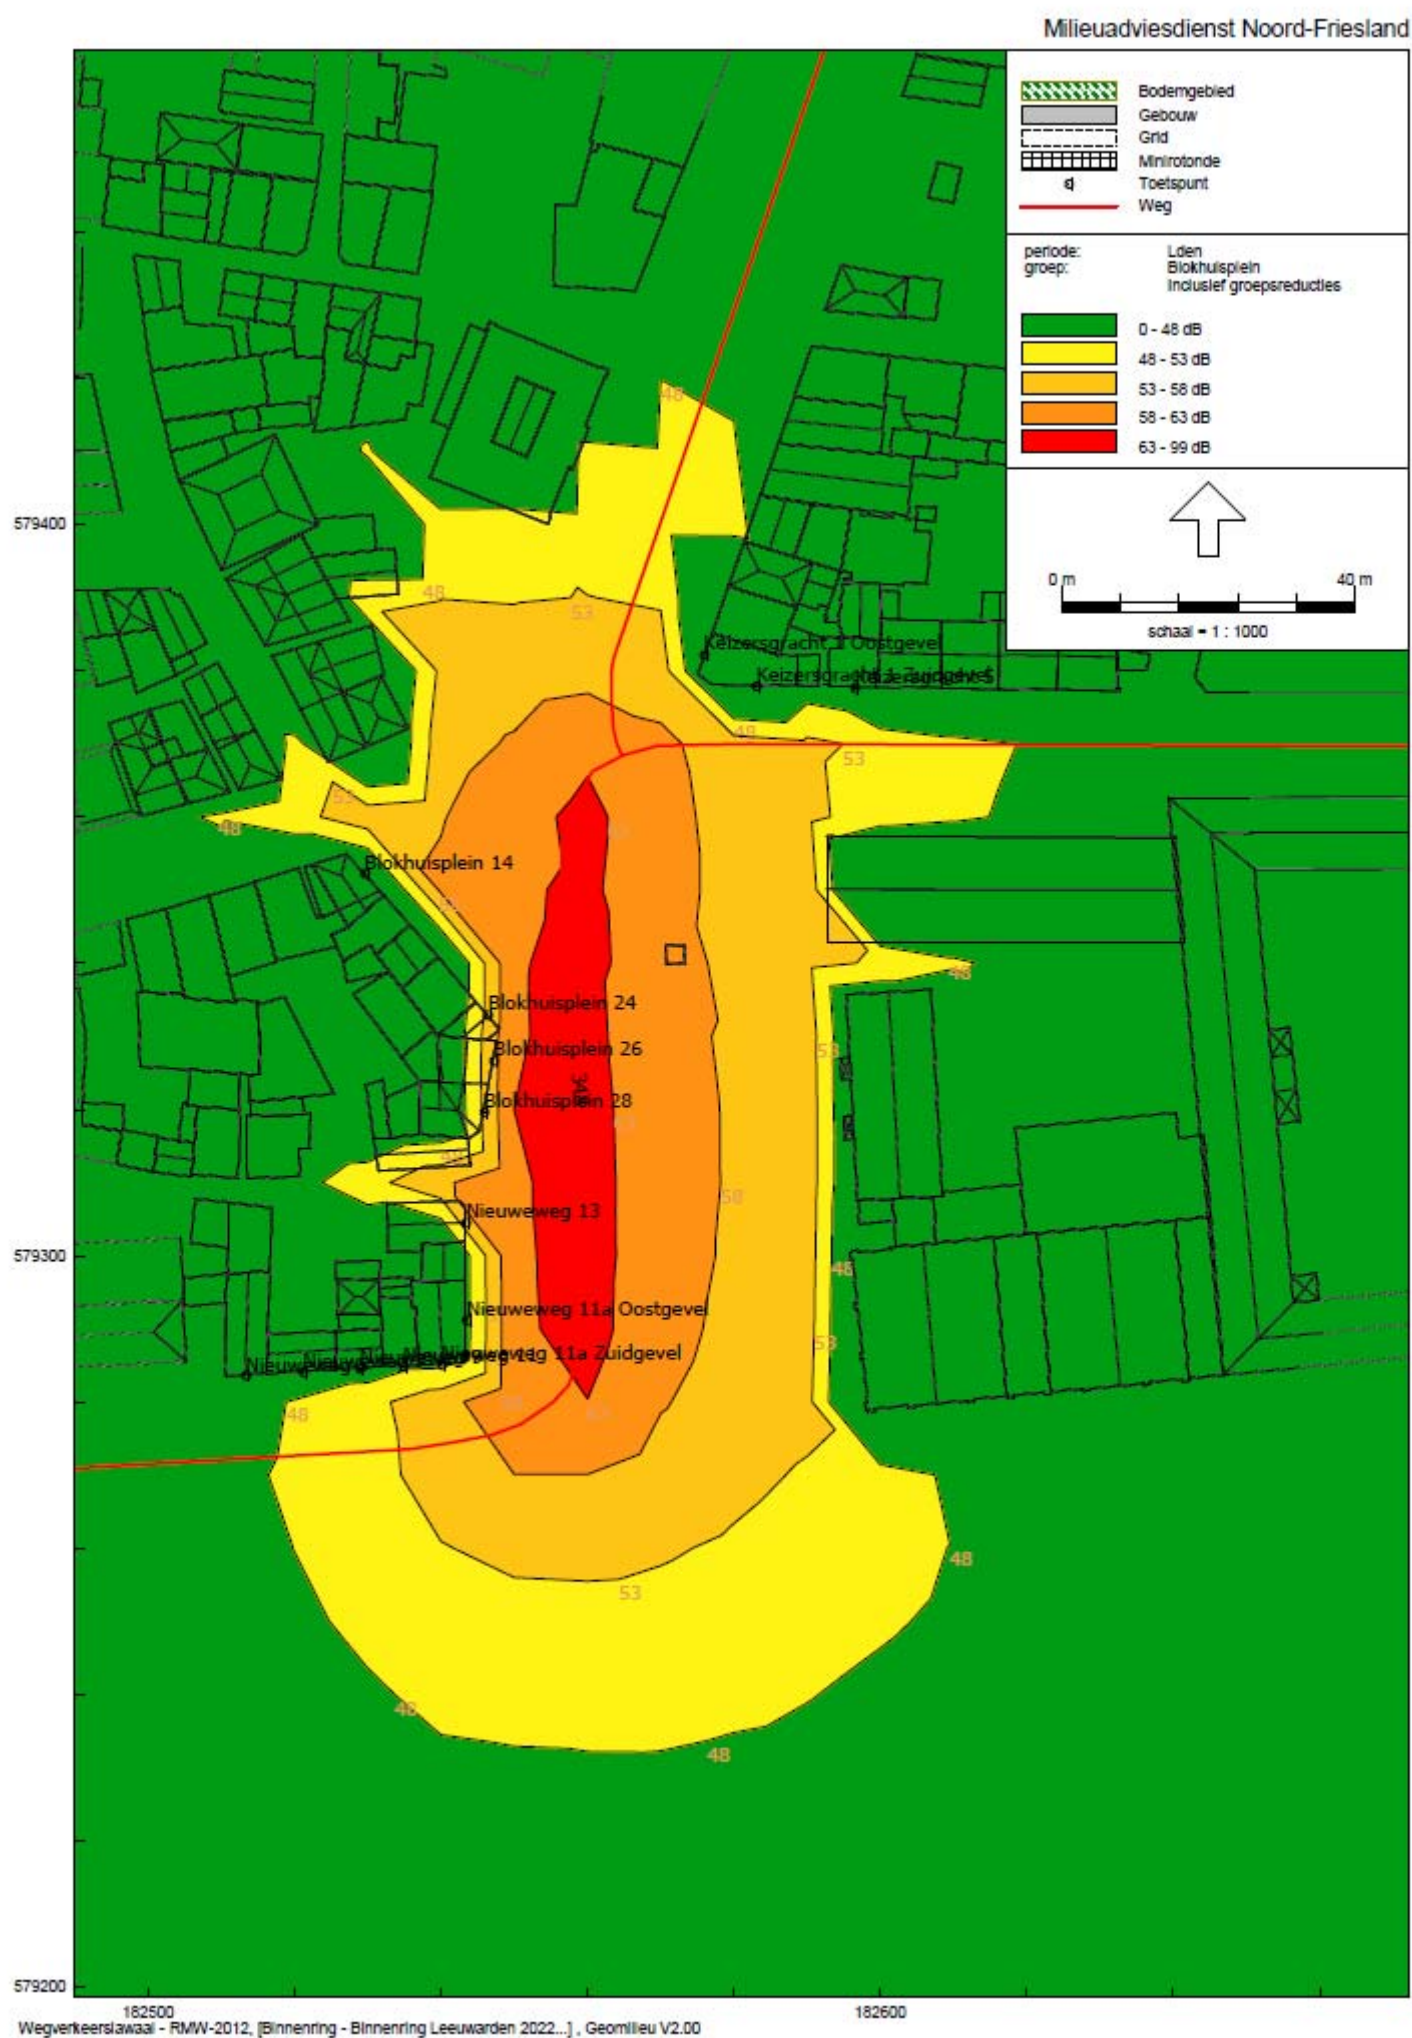 Milieuadviesdienst Noord-Friesland
Bodemgebied
Gebouw
Grid
Minirotonde
Toetspunt
Weg
periode: Lden
groep: Blokhuisplein
Inclusief groepsreducties
0 - 48 dB
48 - 53 dB
53 - 58 dB
58 - 63 dB
63 - 99 dB
0 m 40 m
schaal = 1 : 1000
48
579400
48
53
Keizersgracht 1 Oostgevel
Keizersgracht 1 Zuidgevel
48
53
53
48
Blokhuisplein 14
48
Blokhuisplein 24
Blokhuisplein 26
53
Blokhuisplein 28
48
58
Nieuweweg 13
579300
48
Nieuweweg 11a Oostgevel
53
Nieuweweg 11a Zuidgevel
48
48
53
48
48
579200
182500 182600
Wegverkeerslawaai - RMW-2012, [Binnenring - Binnenring Leeuwarden 2022...] , Geomilieu V2.00